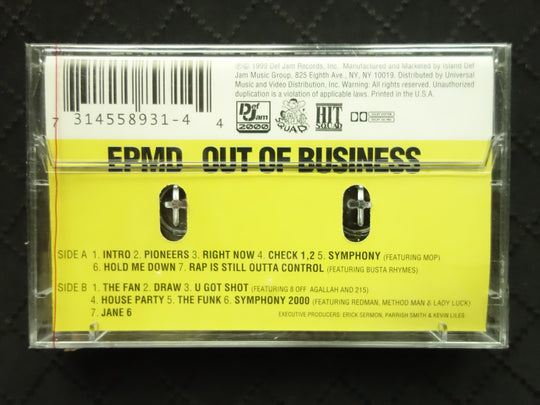 ℗© 1999 Def Jam Records, Inc. Manufactured and Marketed by Island Def
Jam Music Group, 825 Eighth Ave., NY, NY 10019. Distributed by Universal
Music and Video Distribution, Inc. Warning: All rights reserved. Unauthorized
duplication is a violation of applicable laws. Printed in the U.S.A.
7 314558931-4 4
Def Jam
2000
SQUAD
HIT
SQUAD
EPMD OUT OF BUSINESS
SIDE A 1. INTRO 2. PIONEERS 3. RIGHT NOW 4. CHECK 1,2 5. SYMPHONY (FEATURING MOP)
6. HOLD ME DOWN 7. RAP IS STILL OUTTA CONTROL (FEATURING BUSTA RHYMES)
SIDE B 1. THE FAN 2. DRAW 3. U GOT SHOT (FEATURING 8 OFF AGALLAH AND 215)
4. HOUSE PARTY 5. THE FUNK 6. SYMPHONY 2000 (FEATURING REDMAN, METHOD MAN & LADY LUCK)
7. JANE 6
EXECUTIVE PRODUCERS: ERICK SERMON, PARRISH SMITH & KEVIN LILES